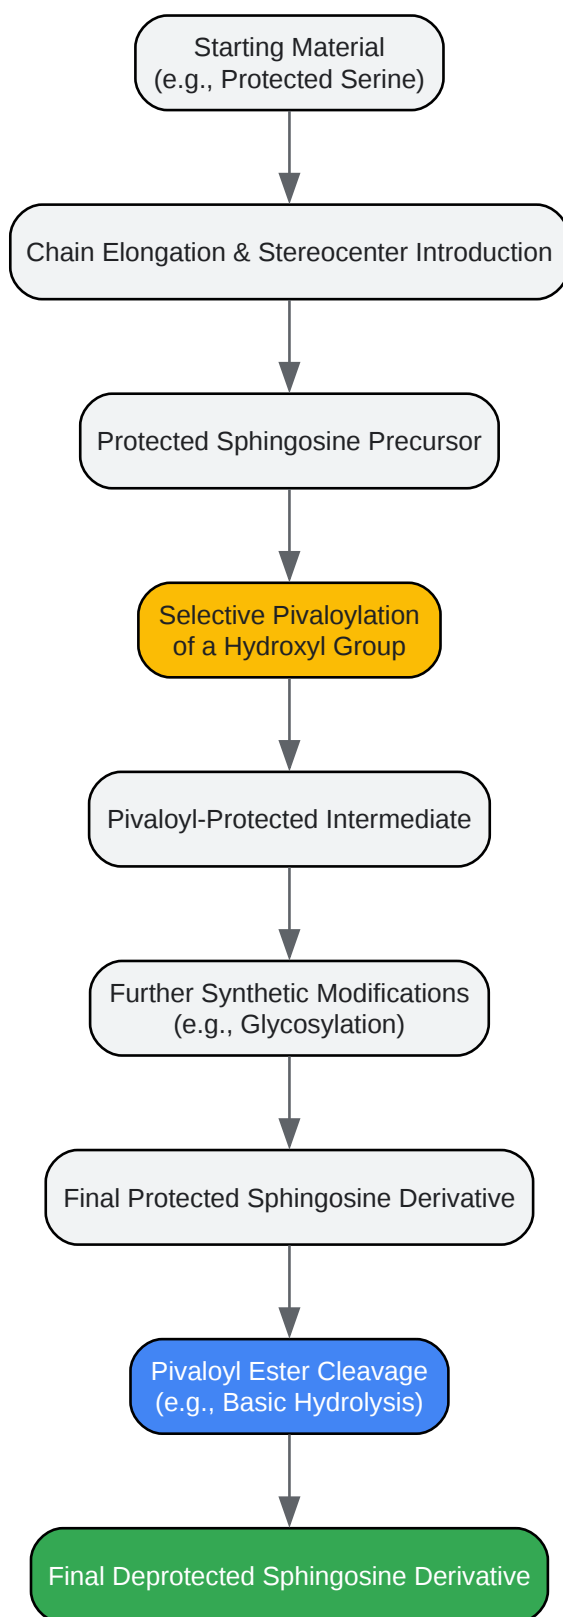 Starting Material
(e.g., Protected Serine)
Chain Elongation & Stereocenter Introduction
Protected Sphingosine Precursor
Selective Pivaloylation
of a Hydroxyl Group
Pivaloyl-Protected Intermediate
Further Synthetic Modifications
(e.g., Glycosylation)
Final Protected Sphingosine Derivative
Pivaloyl Ester Cleavage
(e.g., Basic Hydrolysis)
Final Deprotected Sphingosine Derivative